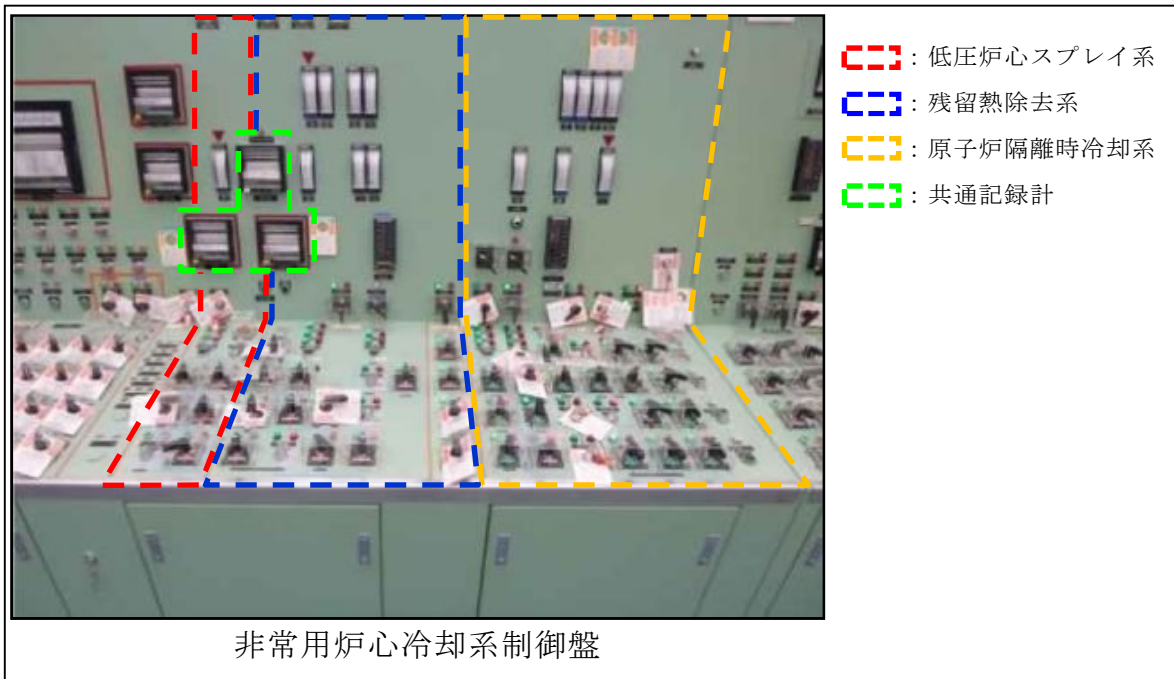 ：低圧炉心スプレイ系
：残留熱除去系
：原子炉隔離時冷却系
：共通記録計
非常用炉心冷却系制御盤